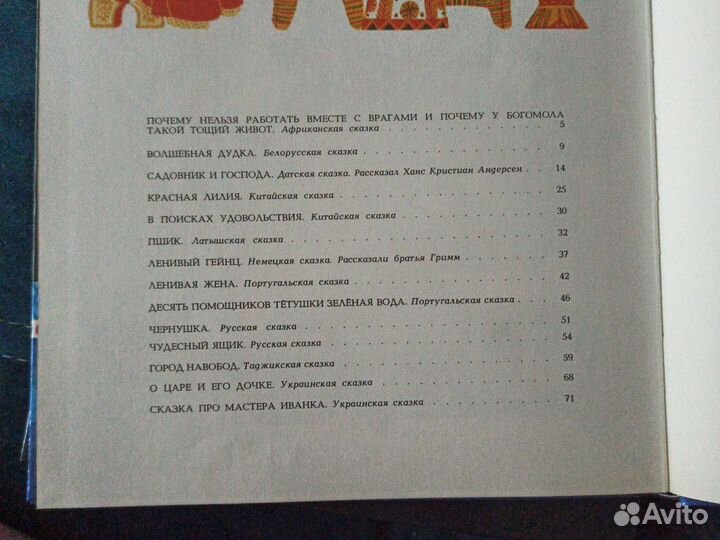 ПОЧЕМУ НЕЛЬЗЯ РАБОТАТЬ ВМЕСТЕ С ВРАГАМИ И ПОЧЕМУ У БОГОМОЛА
ТАКОЙ ТОЩИЙ ЖИВОТ. Африканская сказка . . . . . . . . . . . 5
ВОЛШЕБНАЯ ДУДКА. Белорусская сказка . . . . . . . . . . . . 9
САДОВНИК И ГОСПОДА. Датская сказка. Рассказал Ханс Кристиан Андерсен . . 14
КРАСНАЯ ЛИЛИЯ. Китайская сказка . . . . . . . . . . . . . 25
В ПОИСКАХ УДОВОЛЬСТВИЯ. Китайская сказка . . . . . . . . . . 30
ПШИК. Латышская сказка . . . . . . . . . . . . . . . . 32
ЛЕНИВЫЙ ГЕЙНЦ. Немецкая сказка. Рассказали братья Гримм . . . . . . 37
ЛЕНИВАЯ ЖЕНА. Португальская сказка . . . . . . . . . . . . 42
ДЕСЯТЬ ПОМОЩНИКОВ ТЁТУШКИ ЗЕЛЁНАЯ ВОДА. Португальская сказка . . . 46
ЧЕРНУШКА. Русская сказка . . . . . . . . . . . . . . . 51
ЧУДЕСНЫЙ ЯЩИК. Русская сказка . . . . . . . . . . . . . . 54
ГОРОД НАВОБОД. Таджикская сказка . . . . . . . . . . . . . 59
О ЦАРЕ И ЕГО ДОЧКЕ. Украинская сказка . . . . . . . . . . . 68
СКАЗКА ПРО МАСТЕРА ИВАНКА. Украинская сказка . . . . . . . . 71
Avito